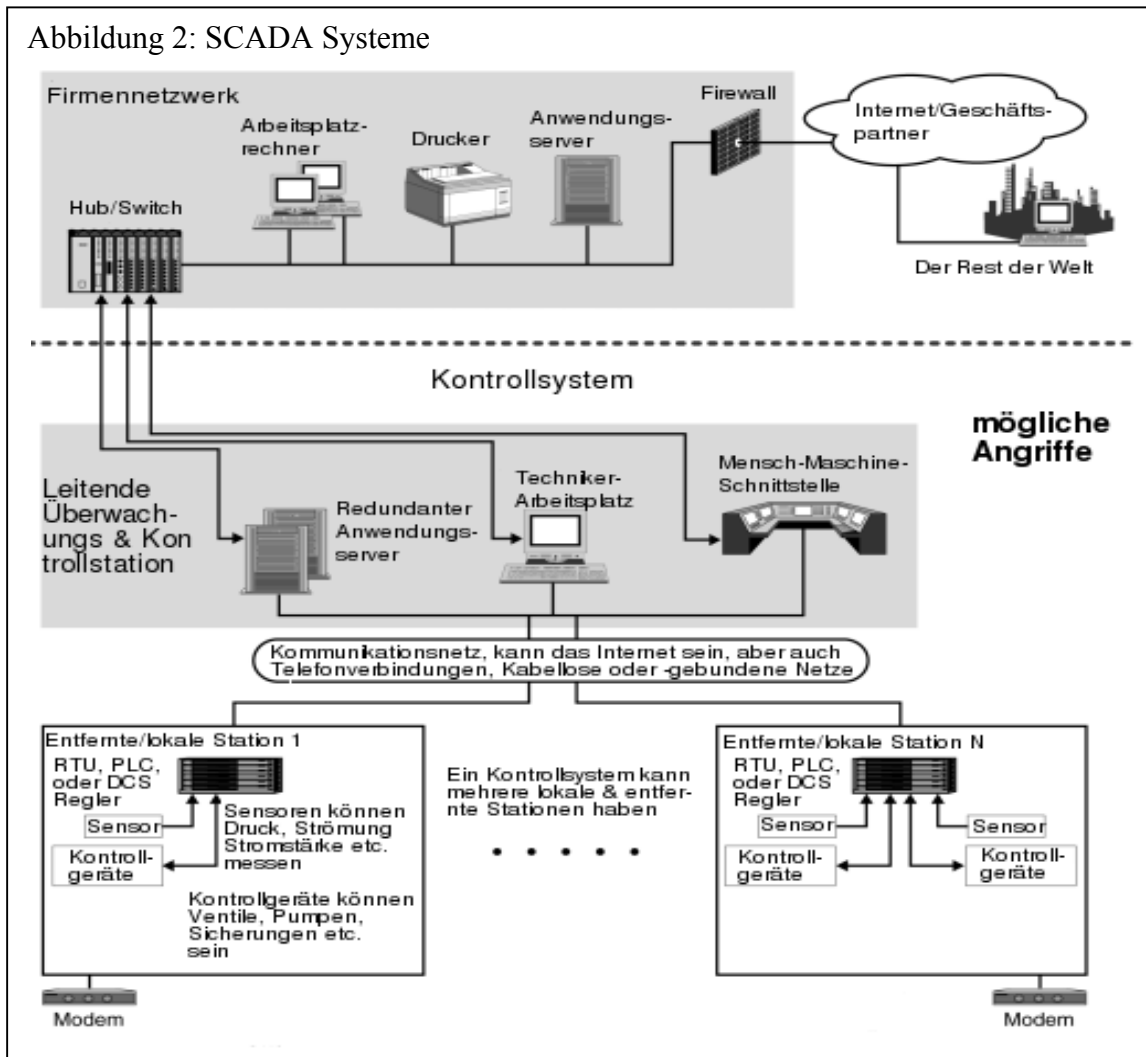 Abbildung 2: SCADA Systeme
Firmennetzwerk
Arbeitsplatz-
rechner
Drucker
Anwendungs-
server
Firewall
Internet/Geschäfts-
partner
Hub/Switch
Der Rest der Welt
Kontrollsystem
mögliche
Angriffe
Leitende
Überwach-
ungs & Kon
trollstation
Redundanter
Anwendungs-
server
Techniker-
Arbeitsplatz
Mensch-Maschine-
Schnittstelle
Kommunikationsnetz, kann das Internet sein, aber auch
Telefonverbindungen, Kabellose oder -gebundene Netze
Entfernte/lokale Station 1
RTU, PLC,
oder DCS
Regler
Sensor
Kontroll-
geräte
Sensoren können
Druck, Strömung
Stromstärke etc.
messen
Kontrollgeräte können
Ventile, Pumpen,
Sicherungen etc.
sein
Modem
Ein Kontrollsystem kann
mehrere lokale & entfer-
nte Stationen haben
Entfernte/lokale Station N
RTU, PLC,
oder DCS
Regler
Sensor
Sensor
Kontroll-
geräte
Kontroll-
geräte
Modem